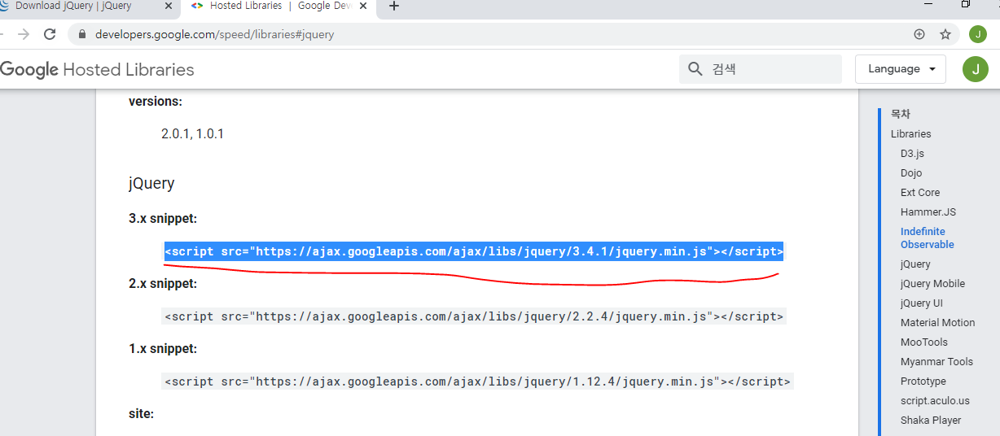 Download jQuery | jQuery
Hosted Libraries | Google Dev
developers.google.com/speed/libraries#jquery
J
Google Hosted Libraries
검색
Language
J
versions:
2.0.1, 1.0.1
jQuery
3.x snippet:
<script src="https://ajax.googleapis.com/ajax/libs/jquery/3.4.1/jquery.min.js"></script>
2.x snippet:
<script src="https://ajax.googleapis.com/ajax/libs/jquery/2.2.4/jquery.min.js"></script>
1.x snippet:
<script src="https://ajax.googleapis.com/ajax/libs/jquery/1.12.4/jquery.min.js"></script>
site:
목차
Libraries
D3.js
Dojo
Ext Core
Hammer.JS
Indefinite
Observable
jQuery
jQuery Mobile
jQuery UI
Material Motion
MooTools
Myanmar Tools
Prototype
script.aculo.us
Shaka Player